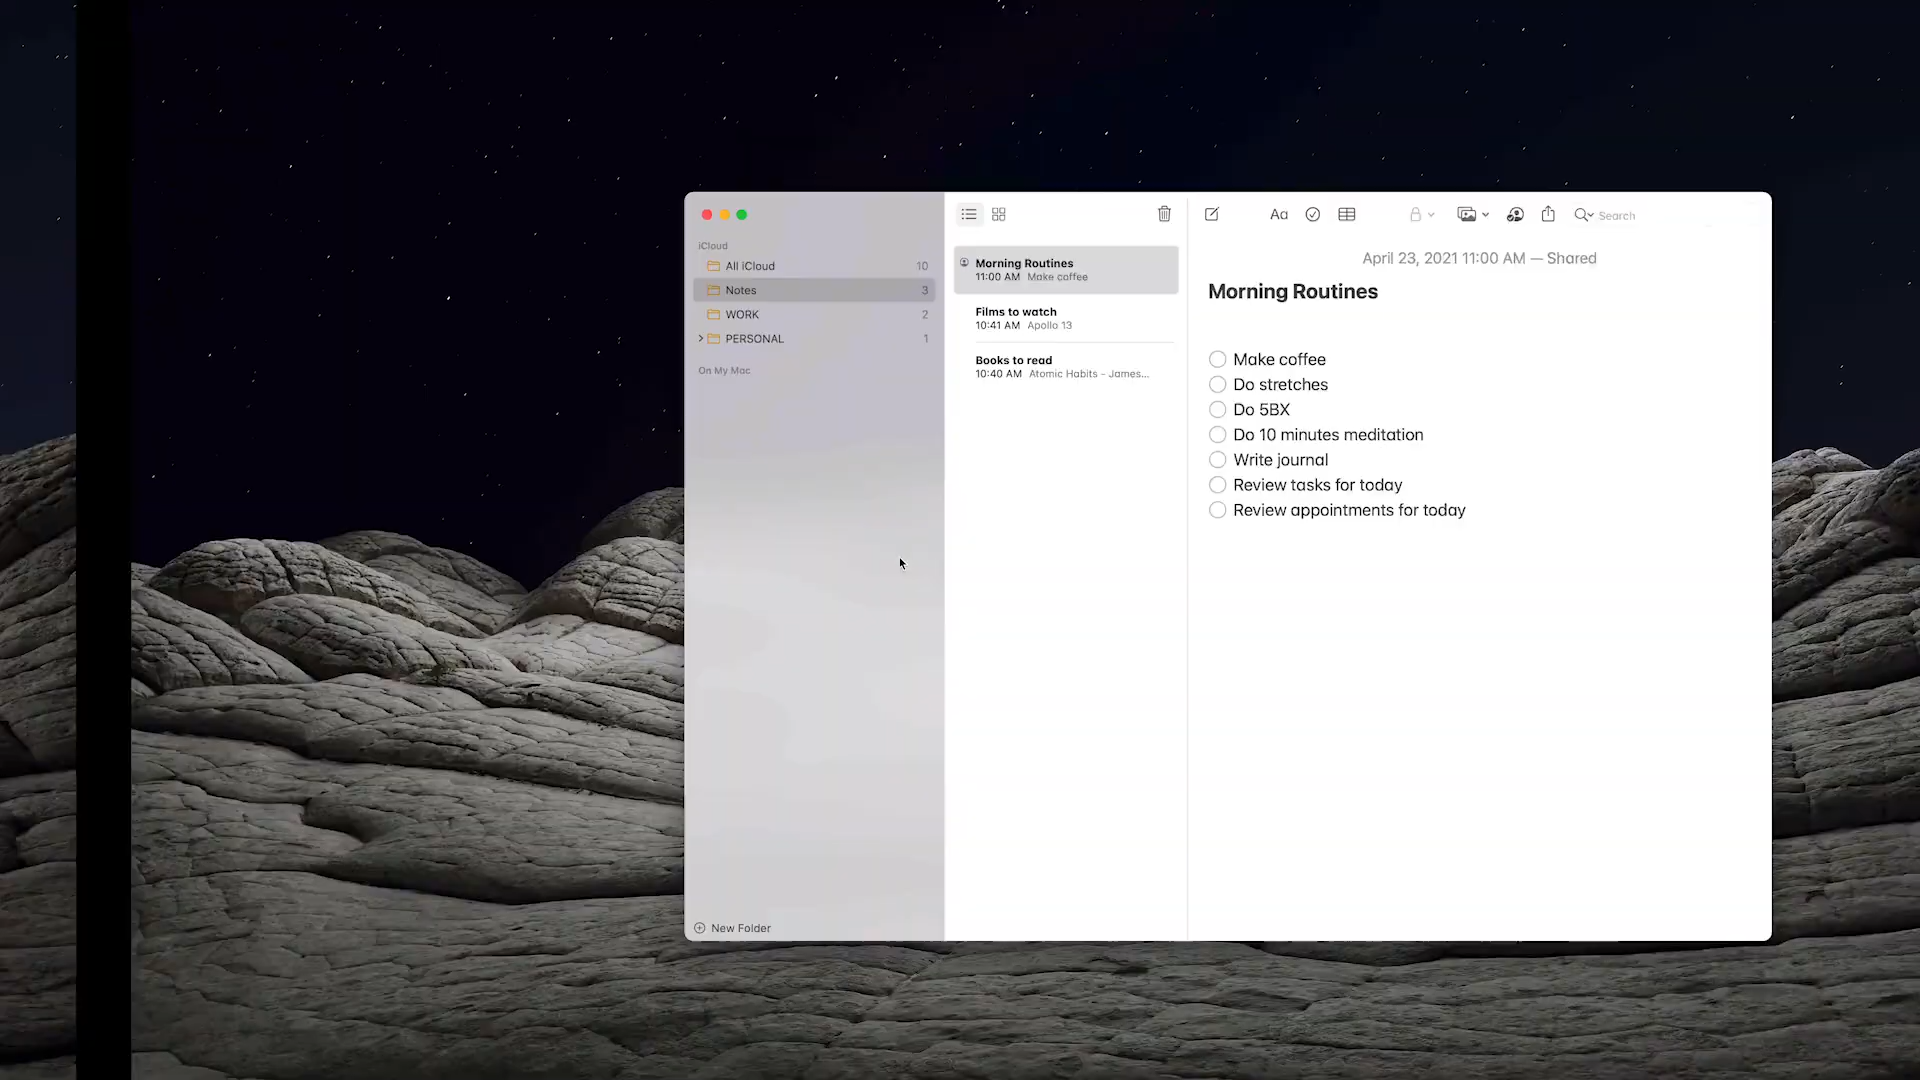 iCloud
All iCloud 10
Notes 3
WORK 2
PERSONAL 1
On My Mac
New Folder
Morning Routines
11:00 AM Make coffee
Films to watch
10:41 AM Apollo 13
Books to read
10:40 AM Atomic Habits - James...
Aa
Search
April 23, 2021 11:00 AM — Shared
Morning Routines
Make coffee
Do stretches
Do 5BX
Do 10 minutes meditation
Write journal
Review tasks for today
Review appointments for today